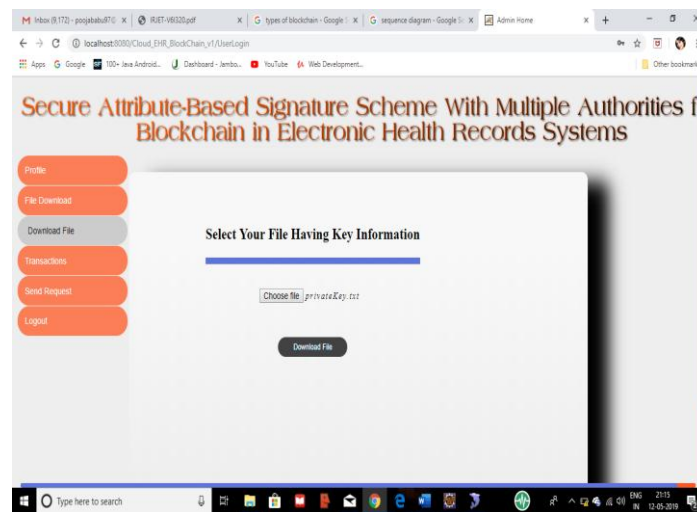 Inbox (9,172) - poojababu97@
IRJET-V6I320.pdf
types of blockchain - Google S
sequence diagram - Google Se
Admin Home
localhost:8080/Cloud_EHR_BlockChain_v1/UserLogin
Apps
Google
100+ Java Android...
Dashboard - Jambo...
YouTube
Web Development...
Other bookmark
Secure Attribute-Based Signature Scheme With Multiple Authorities f
Blockchain in Electronic Health Records Systems
Profile
File Download
Download File
Transactions
Send Request
Logout
Select Your File Having Key Information
Choose file privateKey.txt
Download File
Type here to search
ENG
IN
21:15
12-05-2019